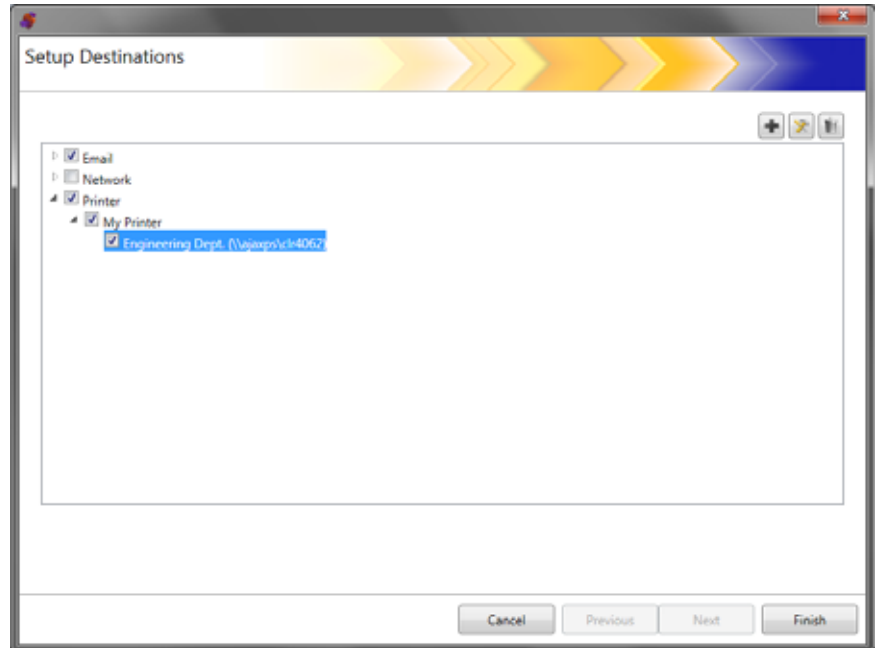 Setup Destinations
Email
Network
Printer
My Printer
Engineering Dept. (\\ajaxps\clr4062)
Cancel Previous Next Finish